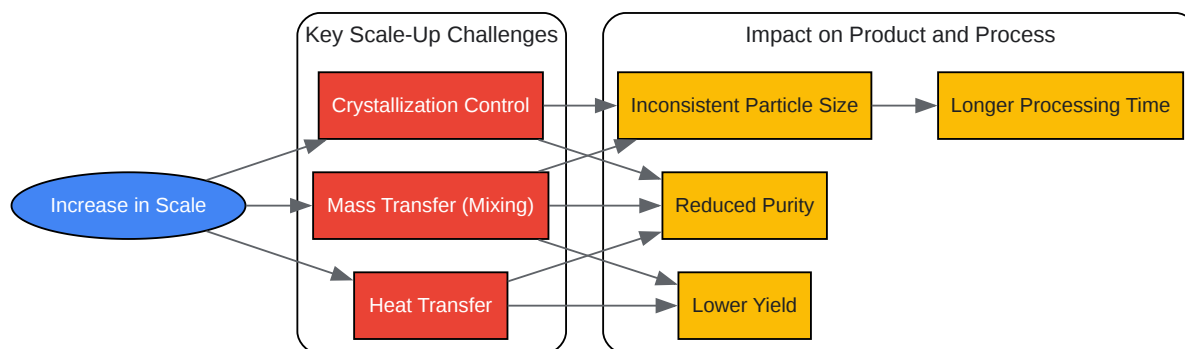 Key Scale-Up Challenges
Impact on Product and Process
Crystallization Control
Inconsistent Particle Size
Longer Processing Time
Increase in Scale
Mass Transfer (Mixing)
Reduced Purity
Heat Transfer
Lower Yield